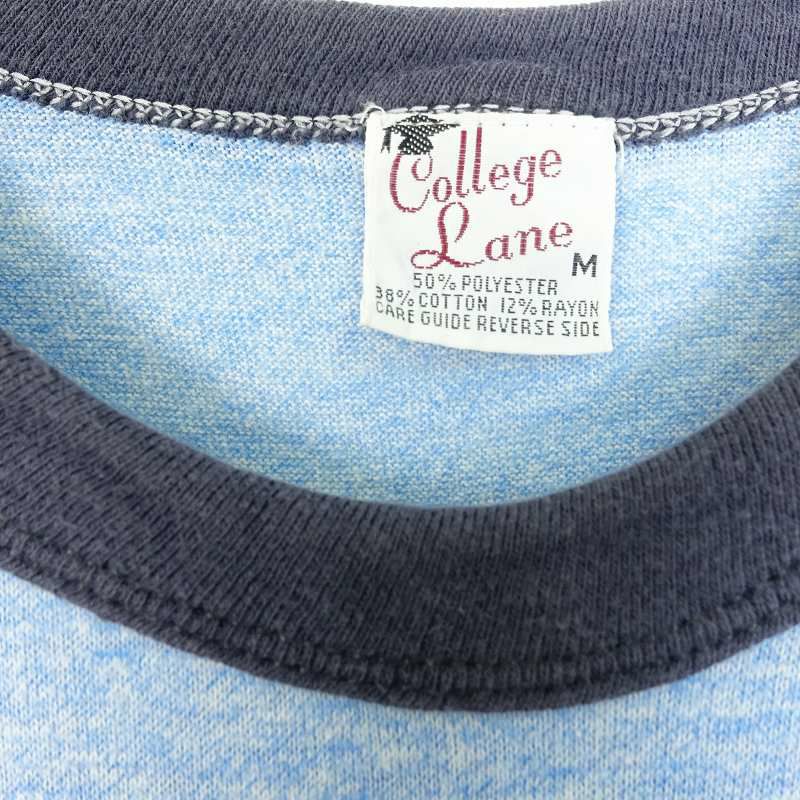 College
Lane
M
50% POLYESTER
38% COTTON 12% RAYON
CARE GUIDE REVERSE SIDE